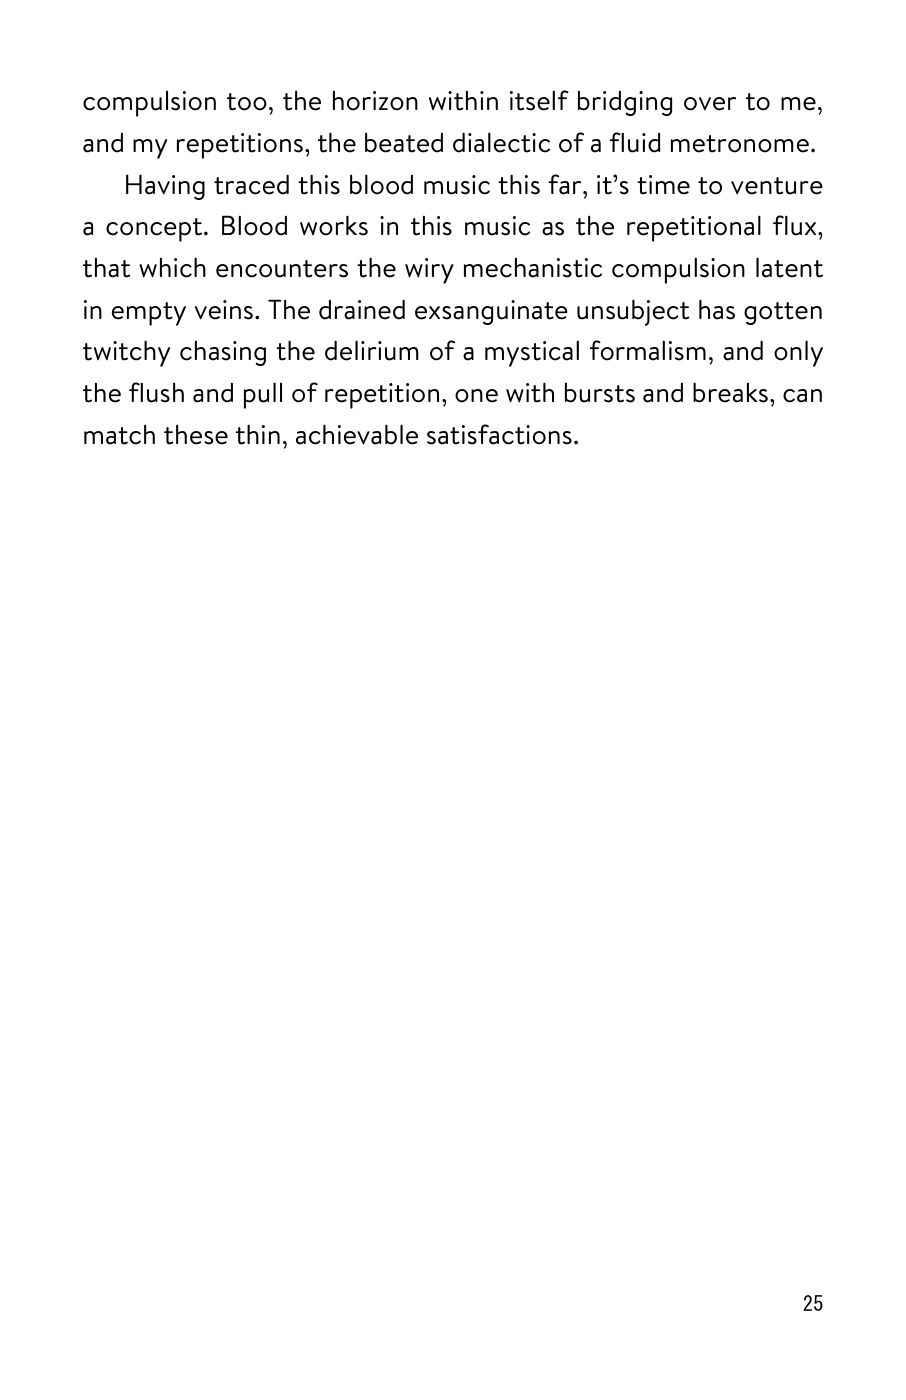 compulsion too, the horizon within itself bridging over to me,
and my repetitions, the beated dialectic of a fluid metronome.
Having traced this blood music this far, it’s time to venture
a concept. Blood works in this music as the repetitional flux,
that which encounters the wiry mechanistic compulsion latent
in empty veins. The drained exsanguinate unsubject has gotten
twitchy chasing the delirium of a mystical formalism, and only
the flush and pull of repetition, one with bursts and breaks, can
match these thin, achievable satisfactions.
25